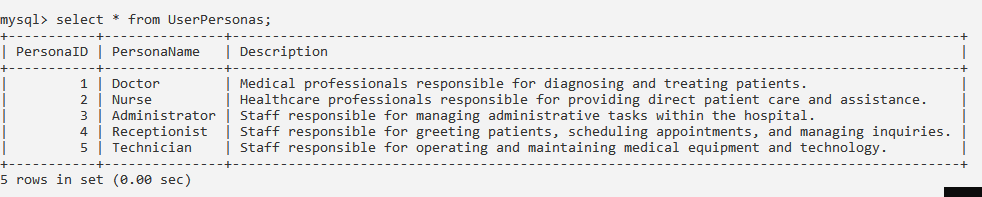 mysql> select * from UserPersonas;
+-----------+---------------+------------------------------------------------------------------------------------------+
| PersonaID | PersonaName   | Description                                                                              |
+-----------+---------------+------------------------------------------------------------------------------------------+
|         1 | Doctor        | Medical professionals responsible for diagnosing and treating patients.                  |
|         2 | Nurse         | Healthcare professionals responsible for providing direct patient care and assistance.   |
|         3 | Administrator | Staff responsible for managing administrative tasks within the hospital.                 |
|         4 | Receptionist  | Staff responsible for greeting patients, scheduling appointments, and managing inquiries. |
|         5 | Technician    | Staff responsible for operating and maintaining medical equipment and technology.        |
+-----------+---------------+------------------------------------------------------------------------------------------+
5 rows in set (0.00 sec)